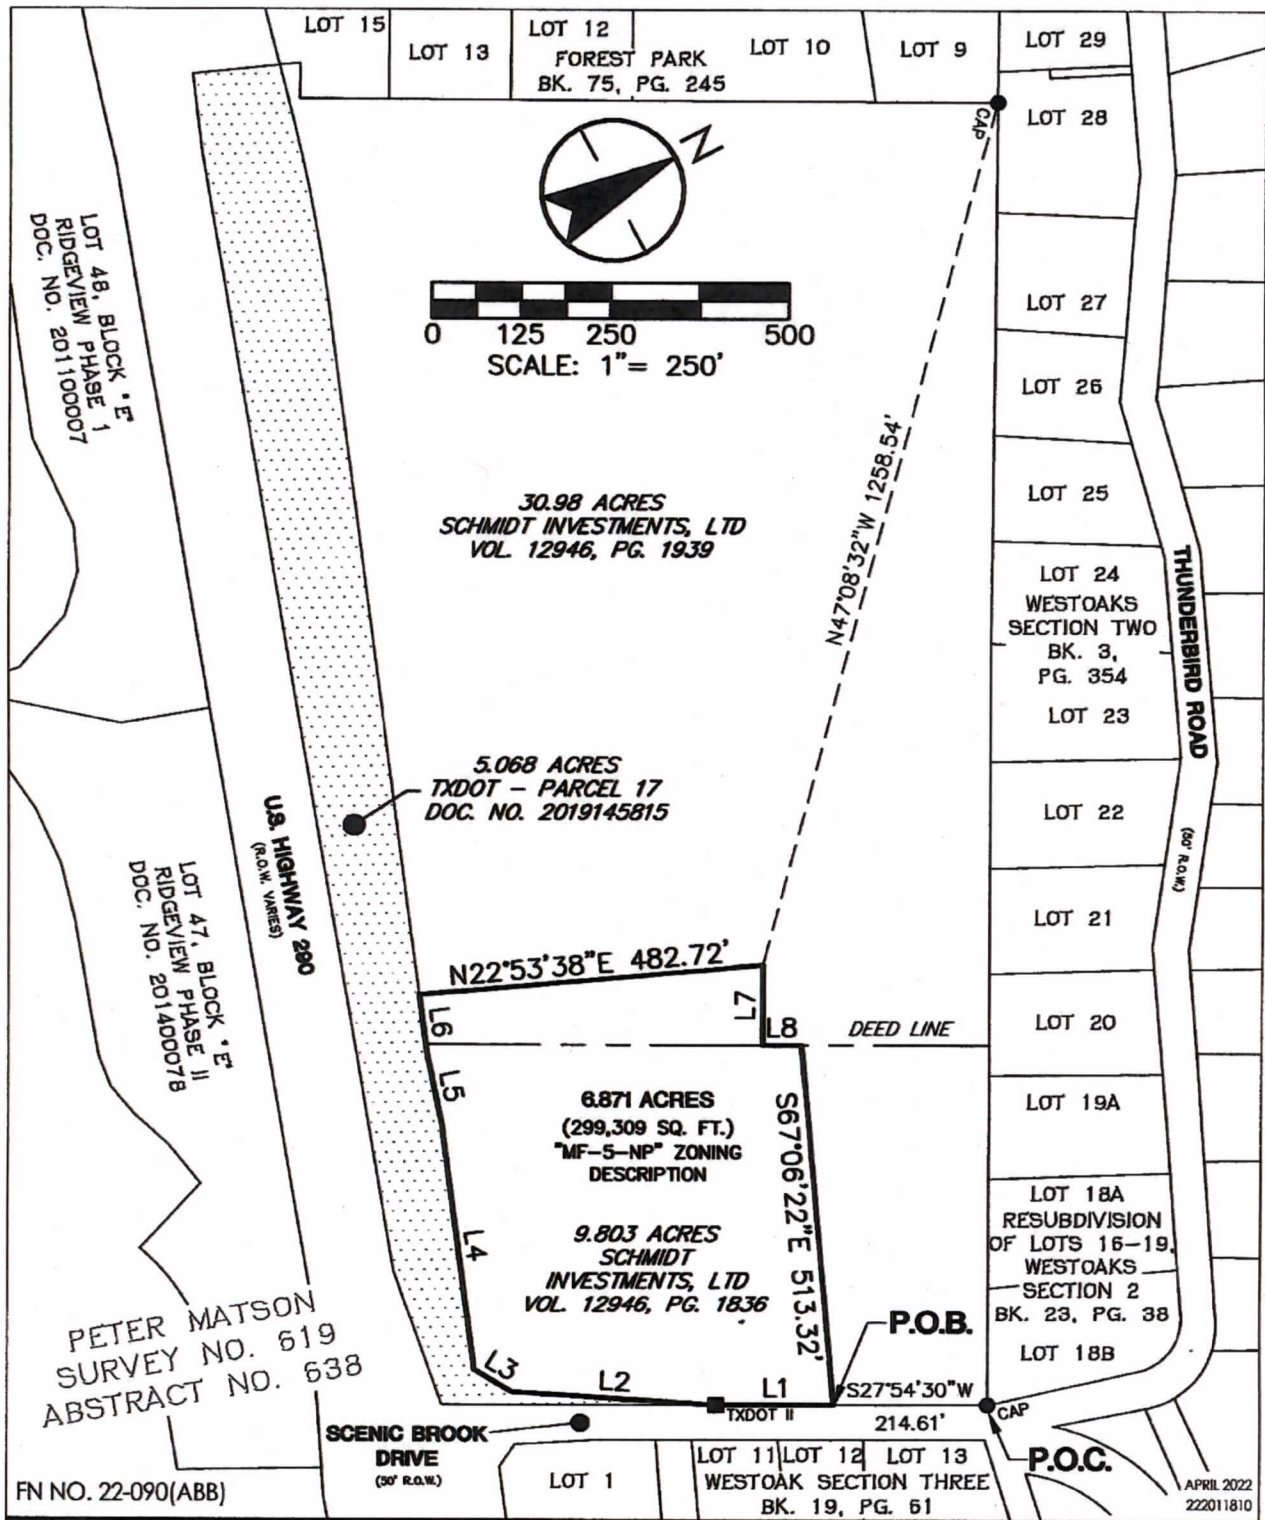 LOT 15
LOT 13
LOT 12
LOT 10
LOT 9
LOT 29
FOREST PARK
BK. 75, PG. 245
LOT 28
CAP
N
0 125 250 500
SCALE: 1"= 250'
LOT 27
LOT 26
LOT 25
LOT 24
WESTOAKS
SECTION TWO
BK. 3,
PG. 354
LOT 23
LOT 22
LOT 21
LOT 20
LOT 19A
LOT 18A
RESUBDIVISION
OF LOTS 16-19,
WESTOAKS
SECTION 2
BK. 23, PG. 38
LOT 18B
THUNDERBIRD ROAD
(50' R.O.W.)
LOT 48, BLOCK "E"
RIDGEVIEW PHASE 1
DOC. NO. 201100007
30.98 ACRES
SCHMIDT INVESTMENTS, LTD
VOL. 12946, PG. 1939
N47°08'32"W 1258.54'
5.068 ACRES
TXDOT - PARCEL 17
DOC. NO. 2019145815
U.S. HIGHWAY 290
(R.O.W. VARIES)
LOT 47, BLOCK "E"
RIDGEVIEW PHASE II
DOC. NO. 201400078
N22°53'38"E 482.72'
L7
L8
L6
DEED LINE
L5
6.871 ACRES
(299,309 SQ. FT.)
"MF-5-NP" ZONING
DESCRIPTION
S67°06'22"E 513.32'
L4
9.803 ACRES
SCHMIDT
INVESTMENTS, LTD
VOL. 12946, PG. 1836
P.O.B.
L3
L2
L1
S27°54'30"W
214.61'
TXDOT II
CAP
P.O.C.
PETER MATSON
SURVEY NO. 619
ABSTRACT NO. 638
SCENIC BROOK
DRIVE
(50' R.O.W.)
LOT 1
LOT 11
LOT 12
LOT 13
WESTOAK SECTION THREE
BK. 19, PG. 61
FN NO. 22-090(ABB)
APRIL 2022
222011810